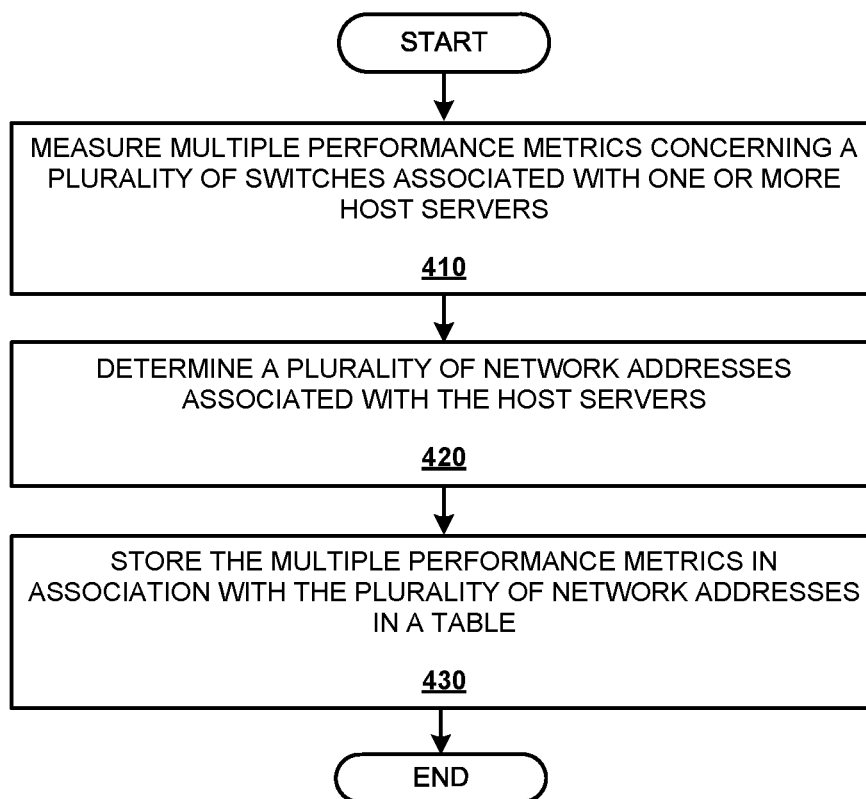 START
MEASURE MULTIPLE PERFORMANCE METRICS CONCERNING A
PLURALITY OF SWITCHES ASSOCIATED WITH ONE OR MORE
HOST SERVERS
410
DETERMINE A PLURALITY OF NETWORK ADDRESSES
ASSOCIATED WITH THE HOST SERVERS
420
STORE THE MULTIPLE PERFORMANCE METRICS IN
ASSOCIATION WITH THE PLURALITY OF NETWORK ADDRESSES
IN A TABLE
430
END